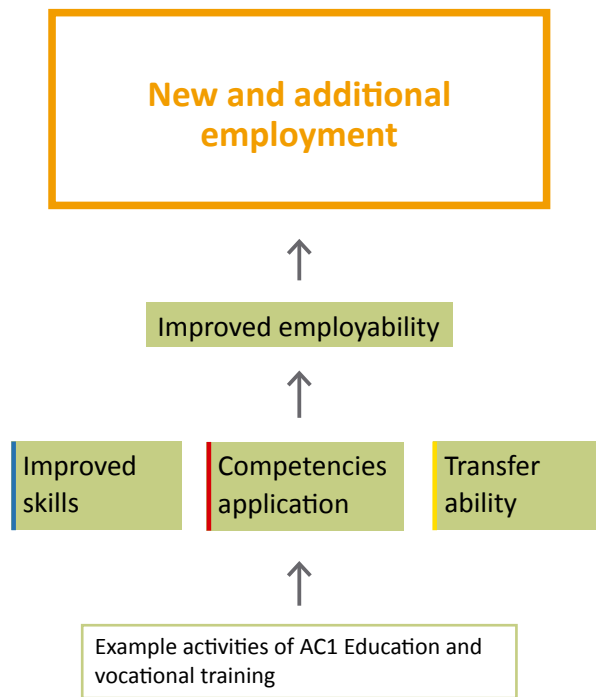 New and additional
employment
Improved employability
Improved
skills
Competencies
application
Transfer
ability
Example activities of AC1 Education and
vocational training